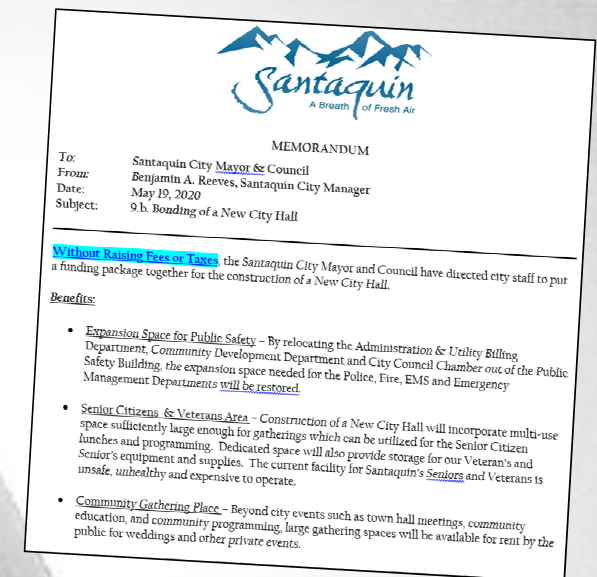 Santaquin
A Breath of Fresh Air
MEMORANDUM
To: Santaquin City Mayor & Council
From: Benjamin A. Reeves, Santaquin City Manager
Date: May 19, 2020
Subject: 9.b. Bonding of a New City Hall
Without Raising Fees or Taxes, the Santaquin City Mayor and Council have directed city staff to put
a funding package together for the construction of a New City Hall.
Benefits:
• Expansion Space for Public Safety – By relocating the Administration & Utility Billing
Department, Community Development Department and City Council Chamber out of the Public
Safety Building, the expansion space needed for the Police, Fire, EMS and Emergency
Management Departments will be restored.
• Senior Citizens & Veterans Area – Construction of a New City Hall will incorporate multi-use
space sufficiently large enough for gatherings which can be utilized for the Senior Citizen
lunches and programming. Dedicated space will also provide storage for our Veteran's and
Senior's equipment and supplies. The current facility for Santaquin's Seniors and Veterans is
unsafe, unhealthy and expensive to operate.
• Community Gathering Place – Beyond city events such as town hall meetings, community
education, and community programming, large gathering spaces will be available for rent by the
public for weddings and other private events.